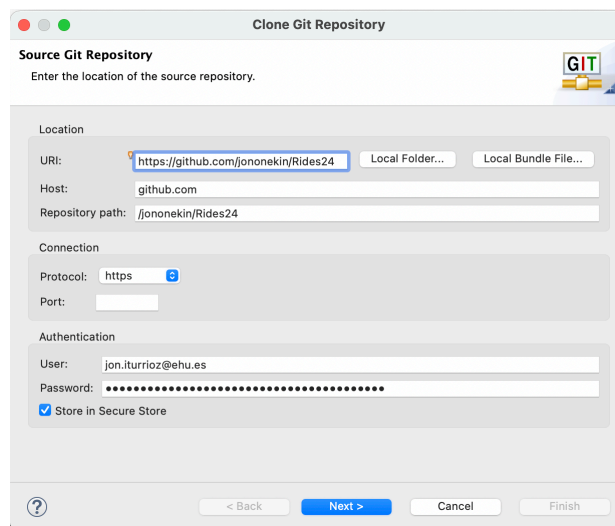 Clone Git Repository
Source Git Repository
Enter the location of the source repository.
GIT
Location
URI: https://github.com/jononekin/Rides24 Local Folder... Local Bundle File...
Host: github.com
Repository path: /jononekin/Rides24
Connection
Protocol: https
Port:
Authentication
User: jon.iturrioz@ehu.es
Password: ●●●●●●●●●●●●●●●●●●●●●●●●●●●●●●●●●●●●●●●●
Store in Secure Store
? < Back Next > Cancel Finish